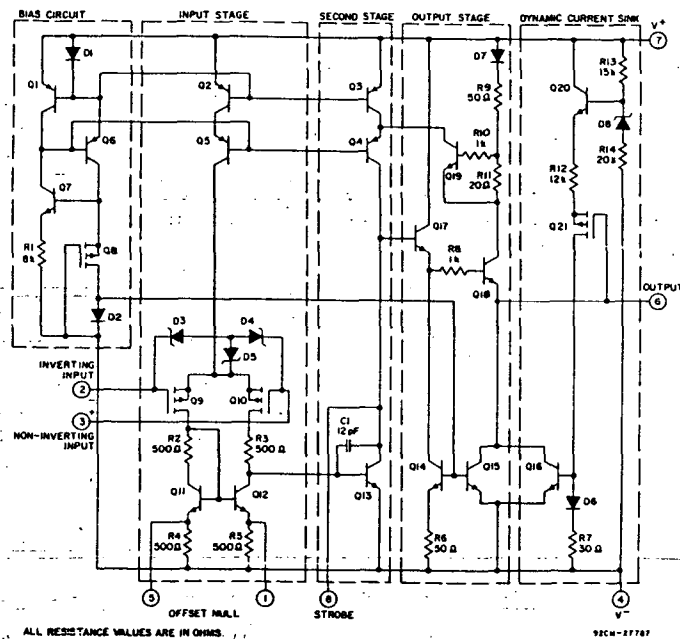 BIAS CIRCUIT
INPUT STAGE
SECOND STAGE
OUTPUT STAGE
DYNAMIC CURRENT SINK
V+
7
D1
Q1
Q2
Q3
D7
R9
50Ω
Q20
R13
15k
D8
R14
20k
Q6
Q5
Q4
R10
1k
Q19
R11
20Ω
R12
12k
Q7
R1
8k
Q8
Q17
R8
1k
Q18
Q21
OUTPUT
6
D2
D3
D4
D5
INVERTING
INPUT
2
Q9
Q10
3
+
NON-INVERTING
INPUT
R2
500Ω
R3
500Ω
C1
12pF
Q11
Q12
Q13
Q14
Q15
Q16
D6
R4
500Ω
R5
500Ω
R6
50Ω
R7
30Ω
5
1
8
4
OFFSET NULL
STROBE
V-
ALL RESISTANCE VALUES ARE IN OHMS.
92CM-27787